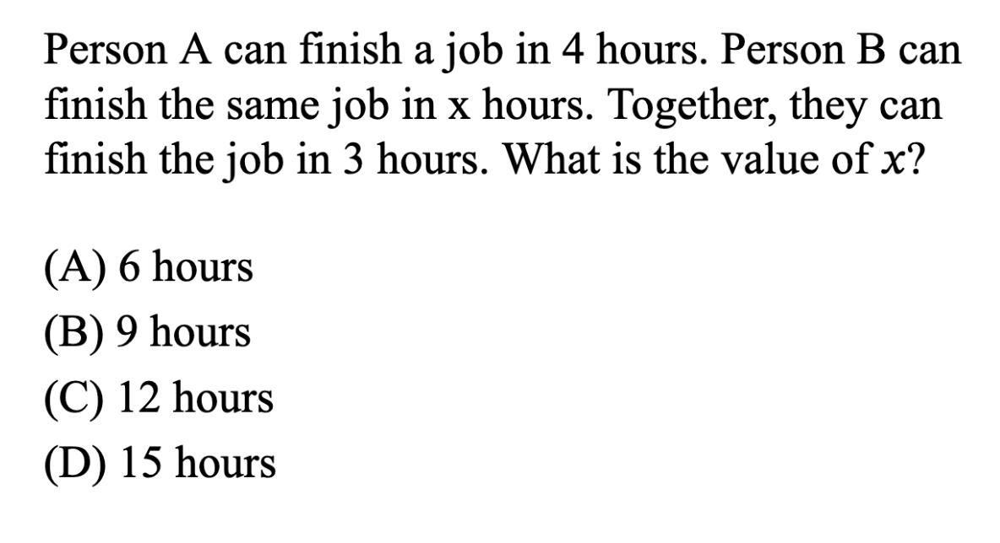 Person A can finish a job in 4 hours. Person B can
finish the same job in x hours. Together, they can
finish the job in 3 hours. What is the value of x?
(A) 6 hours
(B) 9 hours
(C) 12 hours
(D) 15 hours